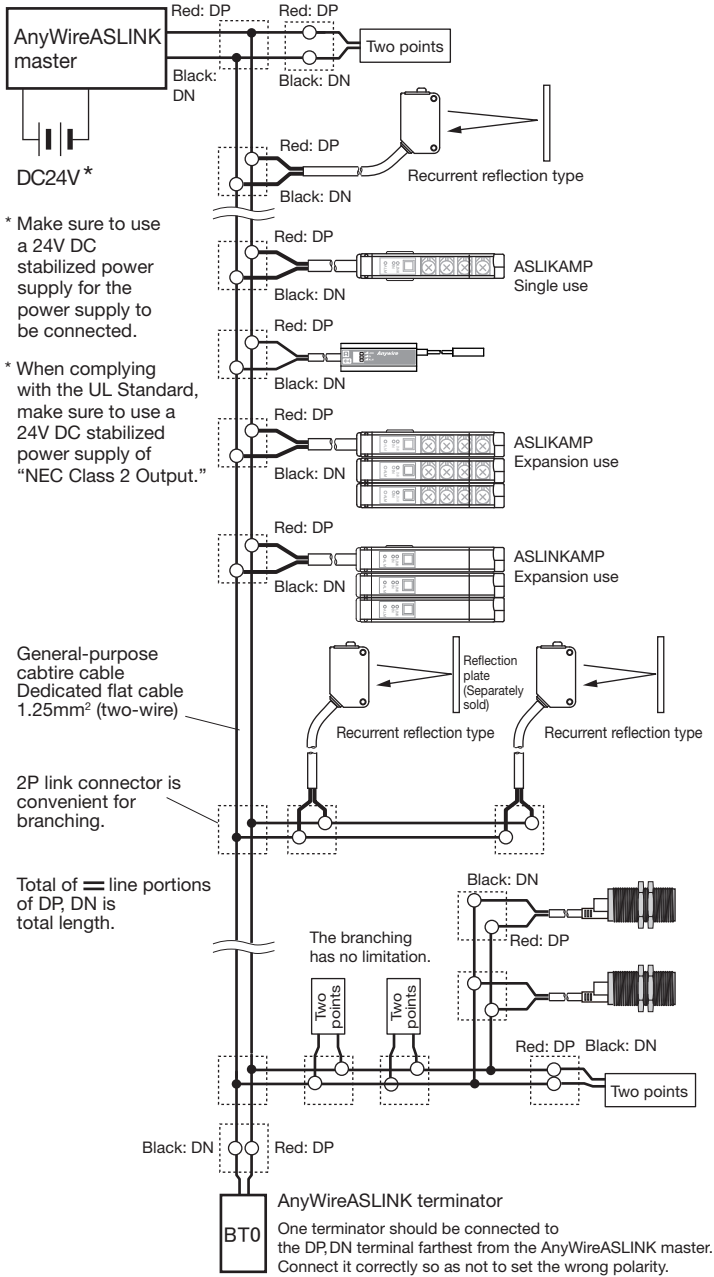 Red: DP
Red: DP
AnyWireASLINK
master
Two points
Black:
DN
Black: DN
DC24V *
Red: DP
Black: DN
Recurrent reflection type
* Make sure to use
a 24V DC
stabilized power
supply for the
power supply to
be connected.
* When complying
with the UL Standard,
make sure to use a
24V DC stabilized
power supply of
“NEC Class 2 Output.”
Red: DP
Black: DN
ASLIKAMP
Single use
Red: DP
Anywire
Black: DN
Red: DP
Black: DN
ASLIKAMP
Expansion use
Red: DP
Black: DN
ASLINKAMP
Expansion use
General-purpose
cabtire cable
Dedicated flat cable
1.25mm² (two-wire)
Reflection
plate
(Separately
sold)
Recurrent reflection type
Recurrent reflection type
2P link connector is
convenient for
branching.
Total of = line portions
of DP, DN is
total length.
Black: DN
Red: DP
The branching
has no limitation.
Two
points
Two
points
Red: DP
Black: DN
Two points
Black: DN
Red: DP
BT0
AnyWireASLINK terminator
One terminator should be connected to
the DP,DN terminal farthest from the AnyWireASLINK master.
Connect it correctly so as not to set the wrong polarity.